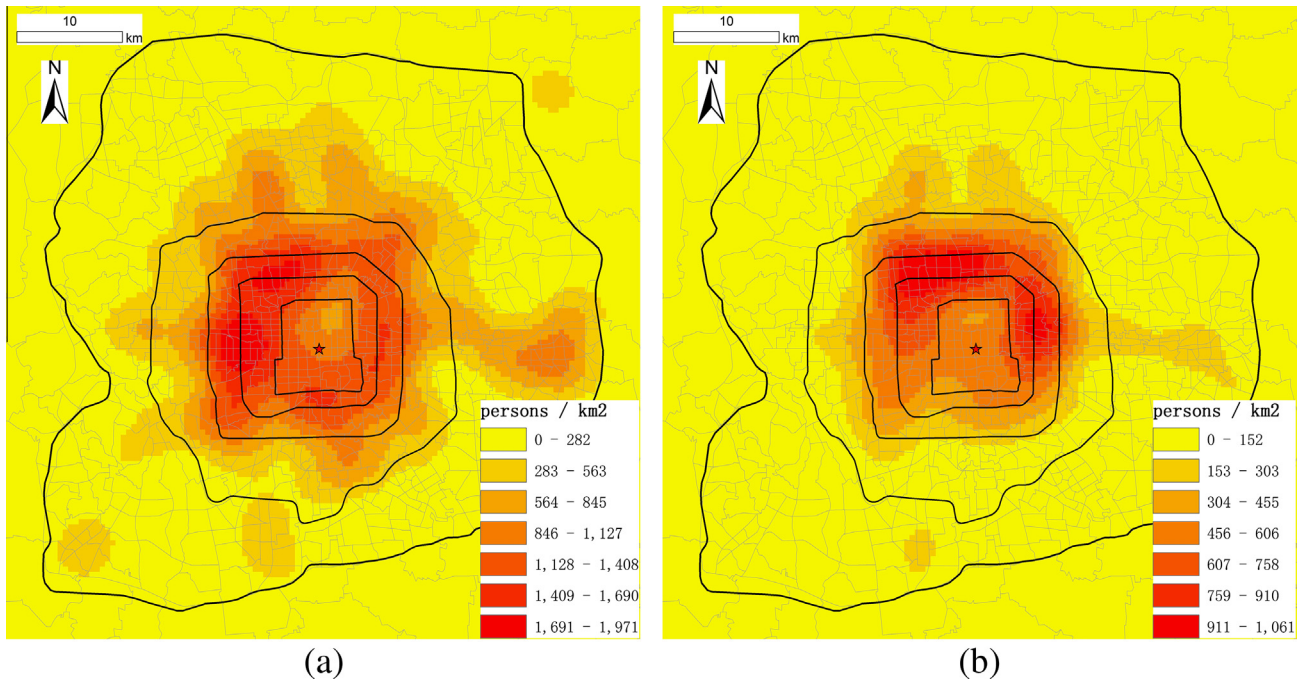 10
km
N
persons / km2
0 - 282
283 - 563
564 - 845
846 - 1,127
1,128 - 1,408
1,409 - 1,690
1,691 - 1,971
(a)
10
km
N
persons / km2
0 - 152
153 - 303
304 - 455
456 - 606
607 - 758
759 - 910
911 - 1,061
(b)